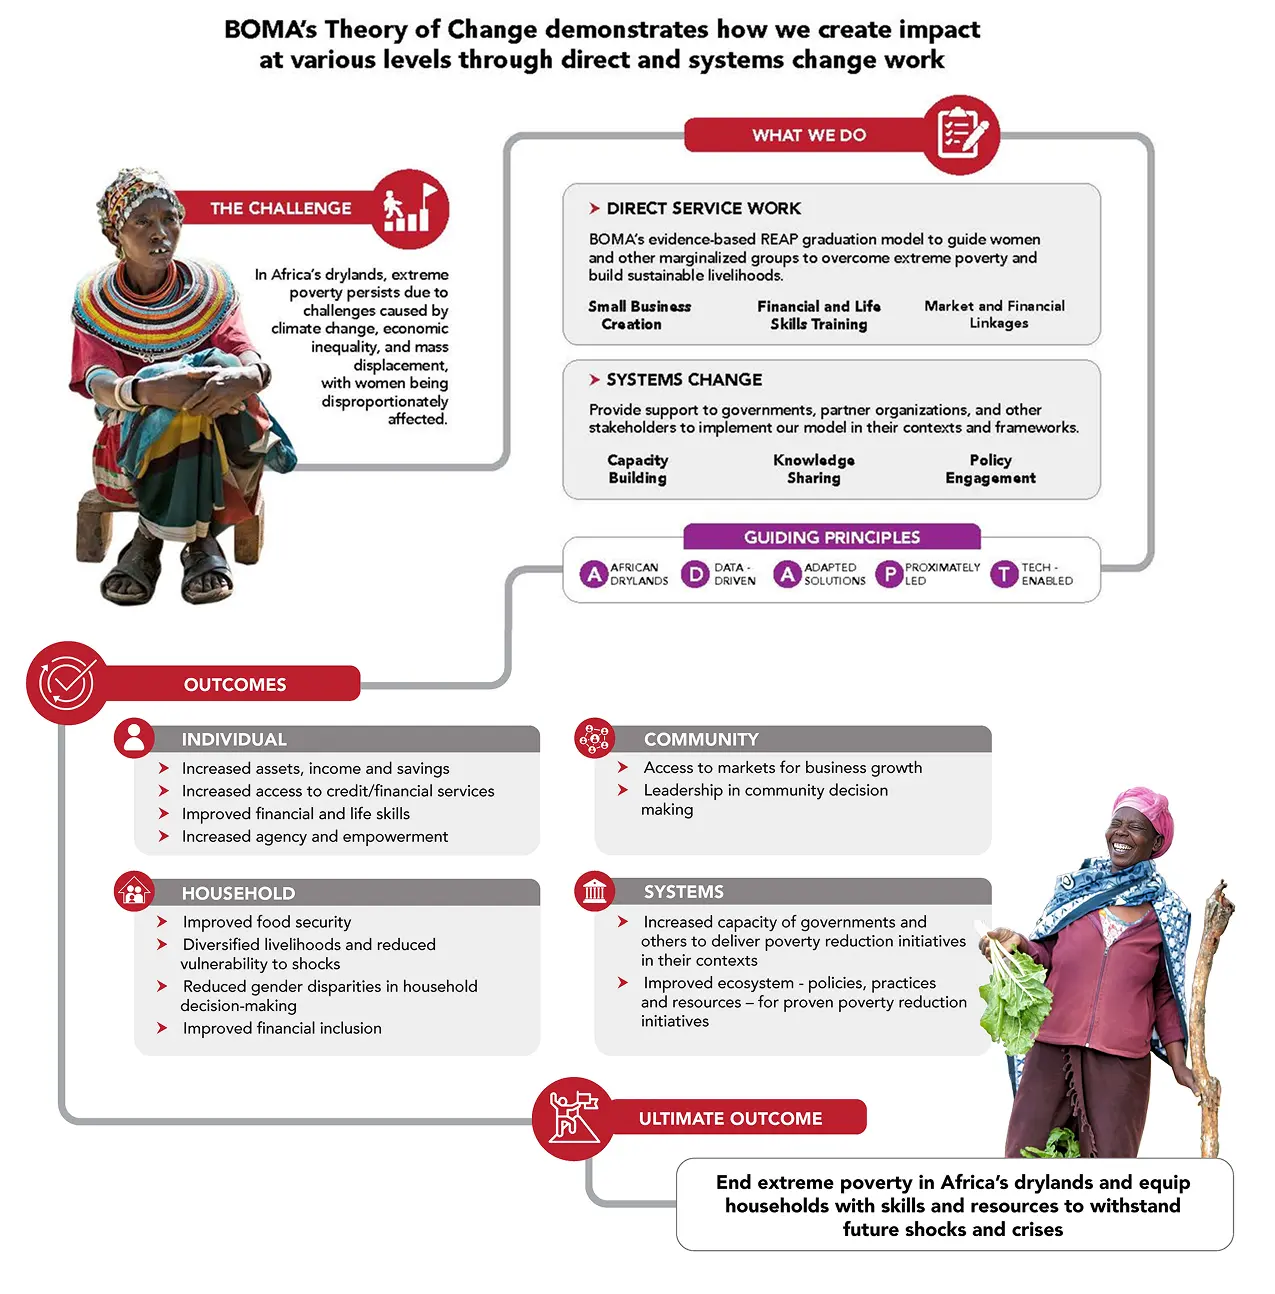 BOMA's Theory of Change demonstrates how we create impact
at various levels through direct and systems change work
THE CHALLENGE
In Africa's drylands, extreme
poverty persists due to
challenges caused by
climate change, economic
inequality, and mass
displacement,
with women being
disproportionately
affected.
WHAT WE DO
DIRECT SERVICE WORK
BOMA's evidence-based REAP graduation model to guide women
and other marginalized groups to overcome extreme poverty and
build sustainable livelihoods.
Small Business
Creation
Financial and Life
Skills Training
Market and Financial
Linkages
SYSTEMS CHANGE
Provide support to governments, partner organizations, and other
stakeholders to implement our model in their contexts and frameworks.
Capacity
Building
Knowledge
Sharing
Policy
Engagement
GUIDING PRINCIPLES
A
AFRICAN
DRYLANDS
D
DATA -
DRIVEN
A
ADAPTED
SOLUTIONS
P
PROXIMATELY
LED
T
TECH -
ENABLED
OUTCOMES
INDIVIDUAL
Increased assets, income and savings
Increased access to credit/financial services
Improved financial and life skills
Increased agency and empowerment
COMMUNITY
Access to markets for business growth
Leadership in community decision
making
HOUSEHOLD
Improved food security
Diversified livelihoods and reduced
vulnerability to shocks
Reduced gender disparities in household
decision-making
Improved financial inclusion
SYSTEMS
Increased capacity of governments and
others to deliver poverty reduction initiatives
in their contexts
Improved ecosystem - policies, practices
and resources – for proven poverty reduction
initiatives
ULTIMATE OUTCOME
End extreme poverty in Africa's drylands and equip
households with skills and resources to withstand
future shocks and crises